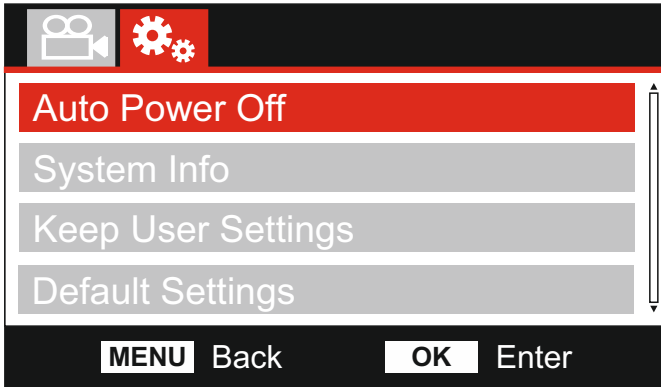 Auto Power Off
System Info
Keep User Settings
Default Settings
MENU Back OK Enter